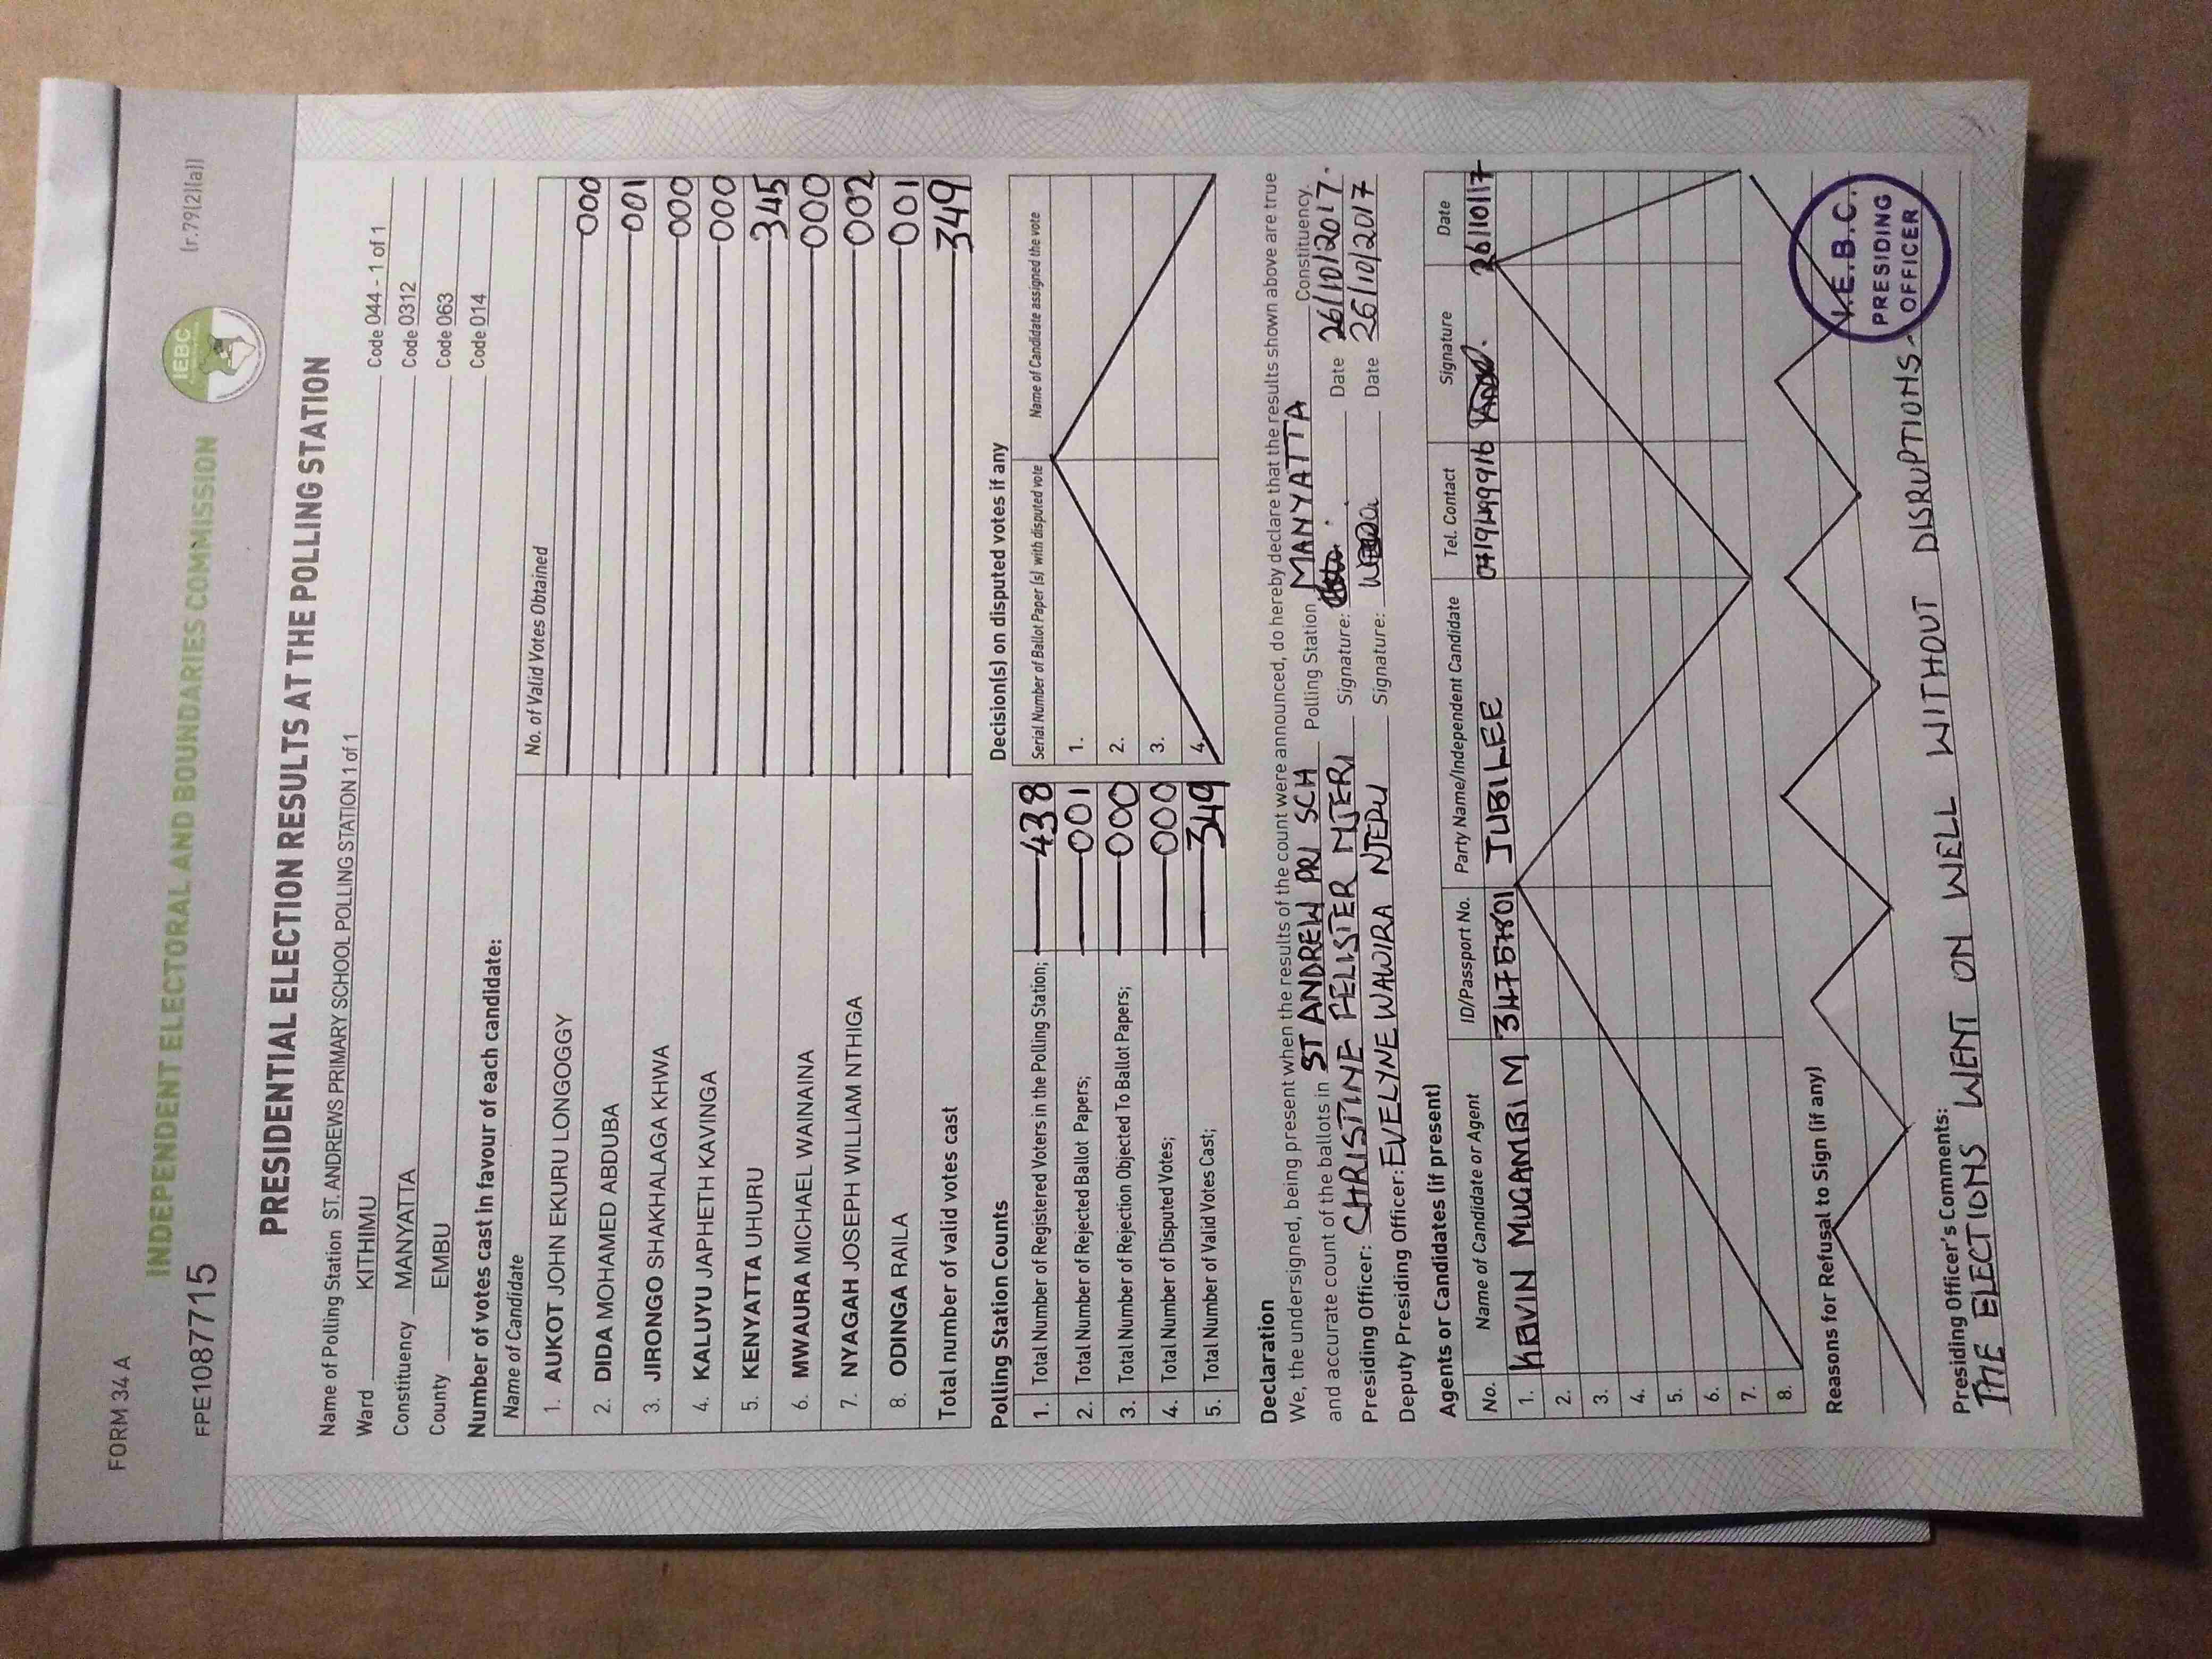 FORM 34 A
INDEPENDENT ELECTORAL AND BOUNDARIES COMMISSION
IEBC
(r.79(2)(a))
FPE1087715
PRESIDENTIAL ELECTION RESULTS AT THE POLLING STATION
Name of Polling Station ST. ANDREWS PRIMARY SCHOOL POLLING STATION 1 of 1 Code 044 - 1 of 1
Ward KITHIMU Code 0312
Constituency MANYATTA Code 063
County EMBU Code 014
Number of votes cast in favour of each candidate:
Name of Candidate No. of Valid Votes Obtained
1. AUKOT JOHN EKURU LONGOGGY 000
2. DIDA MOHAMED ABDUBA 001
3. JIRONGO SHAKHALAGA KHWA 000
4. KALUYU JAPHETH KAVINGA 000
5. KENYATTA UHURU 345
6. MWAURA MICHAEL WAINAINA 000
7. NYAGAH JOSEPH WILLIAM NTHIGA 002
8. ODINGA RAILA 001
Total number of valid votes cast 349
Polling Station Counts
1. Total Number of Registered Voters in the Polling Station; 438
2. Total Number of Rejected Ballot Papers; 001
3. Total Number of Rejection Objected To Ballot Papers; 000
4. Total Number of Disputed Votes; 000
5. Total Number of Valid Votes Cast; 349
Decision(s) on disputed votes if any
Serial Number of Ballot Paper (s) with disputed vote Name of Candidate assigned the vote
1.
2.
3.
4.
Declaration
We, the undersigned, being present when the results of the count were announced, do hereby declare that the results shown above are true
and accurate count of the ballots in ST ANDREW PRI SCH Polling Station MANYATTA Constituency
Presiding Officer: CHRISTINE FELISTER MTERI Signature: Date 26/10/2017.
Deputy Presiding Officer: EVELYNE WAWIRA NJERU Signature: Date 26/10/2017
Agents or Candidates (if present)
No. Name of Candidate or Agent ID/Passport No. Party Name/Independent Candidate Tel. Contact Signature Date
1. KEVIN MUGAMBI M 34757801 JUBILEE 0719499916 26/10/17
2.
3.
4.
5.
6.
7.
8.
Reasons for Refusal to Sign (if any)
Presiding Officer's Comments:
THE ELECTIONS WENT ON WELL WITHOUT DISRUPTIONS.
I.E.B.C.
PRESIDING
OFFICER